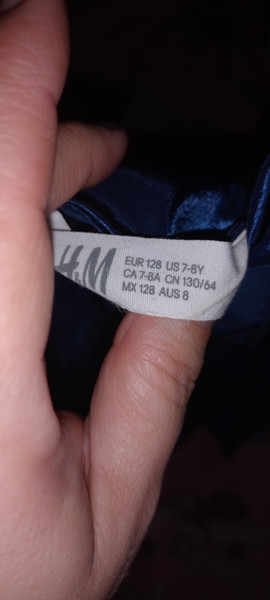 H&M
EUR 128 US 7-8Y
CA 7-8A CN 130/64
MX 128 AUS 8